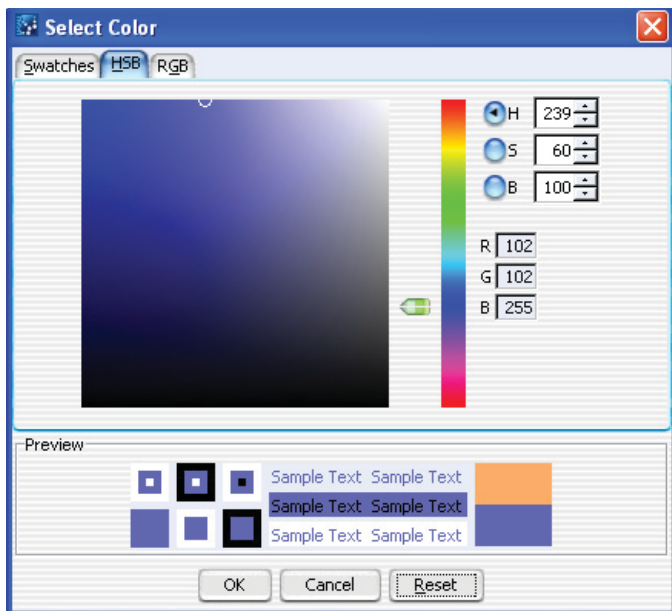 Select Color
Swatches HSB RGB
H 239
S 60
B 100
R 102
G 102
B 255
Preview
Sample Text Sample Text
Sample Text Sample Text
Sample Text Sample Text
OK Cancel Reset